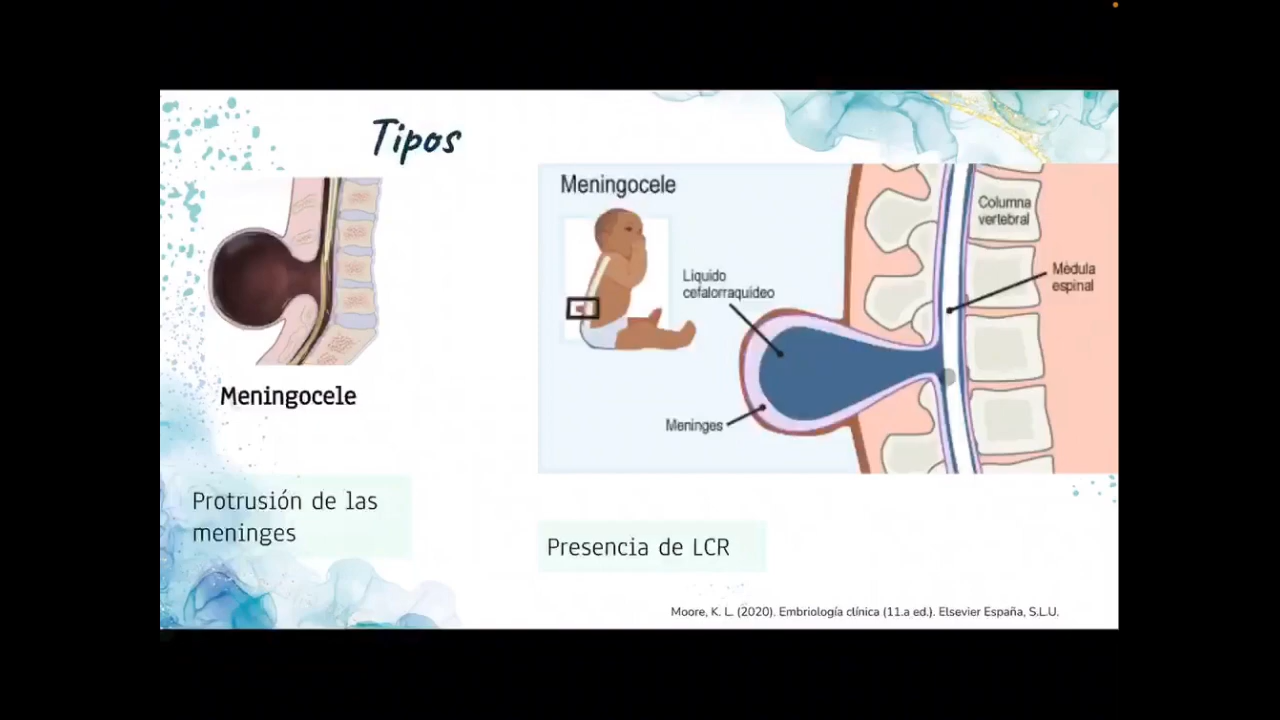 Tipos
Meningocele
Protrusión de las
meninges
Meningocele
Líquido
cefalorraquídeo
Meninges
Columna
vertebral
Médula
espinal
Presencia de LCR
Moore, K. L. (2020). Embriología clínica (11.a ed.). Elsevier España, S.L.U.